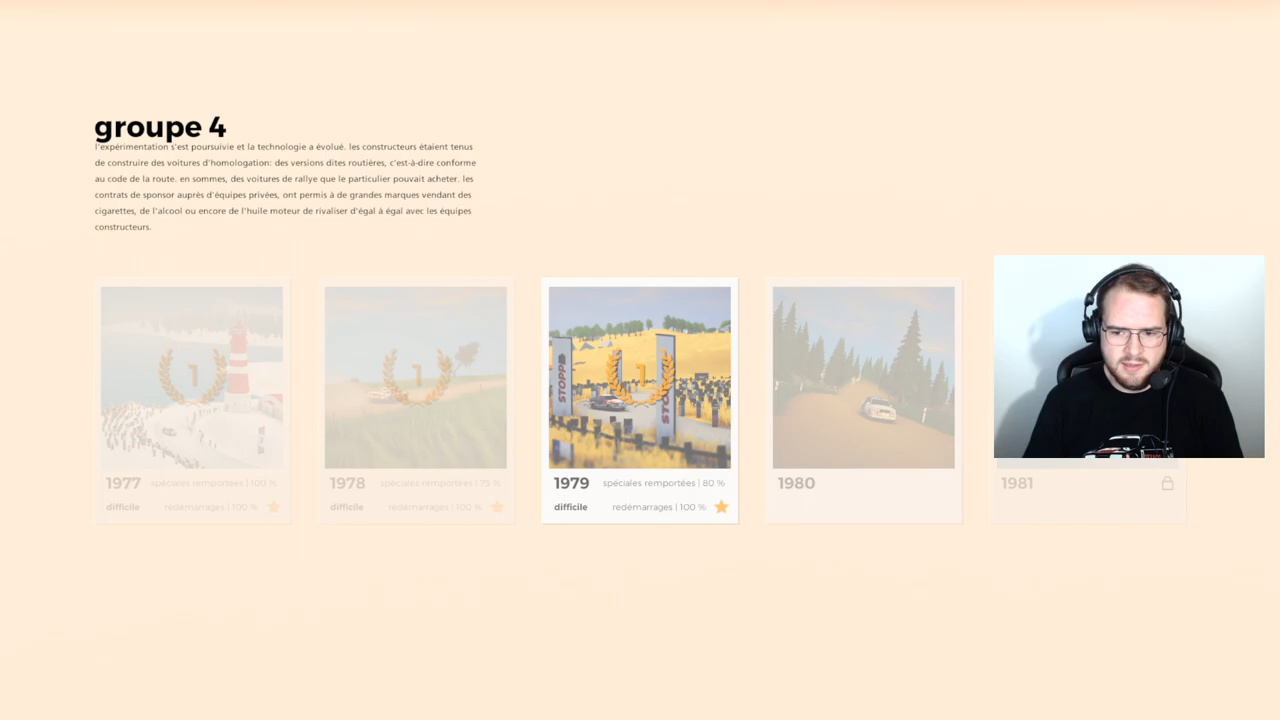 groupe 4
l'expérimentation s'est poursuivie et la technologie a évolué. les constructeurs étaient tenus
de construire des voitures d'homologation: des versions dites routières, c'est-à-dire conforme
au code de la route. en sommes, des voitures de rallye que le particulier pouvait acheter. les
contrats de sponsor auprès d'équipes privées, ont permis à de grandes marques vendant des
cigarettes, de l'alcool ou encore de l'huile moteur de rivaliser d'égal à égal avec les équipes
constructeurs.
1
1
STOPP
1
1977 spéciales remportées | 100 %
difficile redémarrages | 100 %
1978 spéciales remportées | 75 %
difficile redémarrages | 100 %
1979 spéciales remportées | 80 %
difficile redémarrages | 100 %
1980
1981